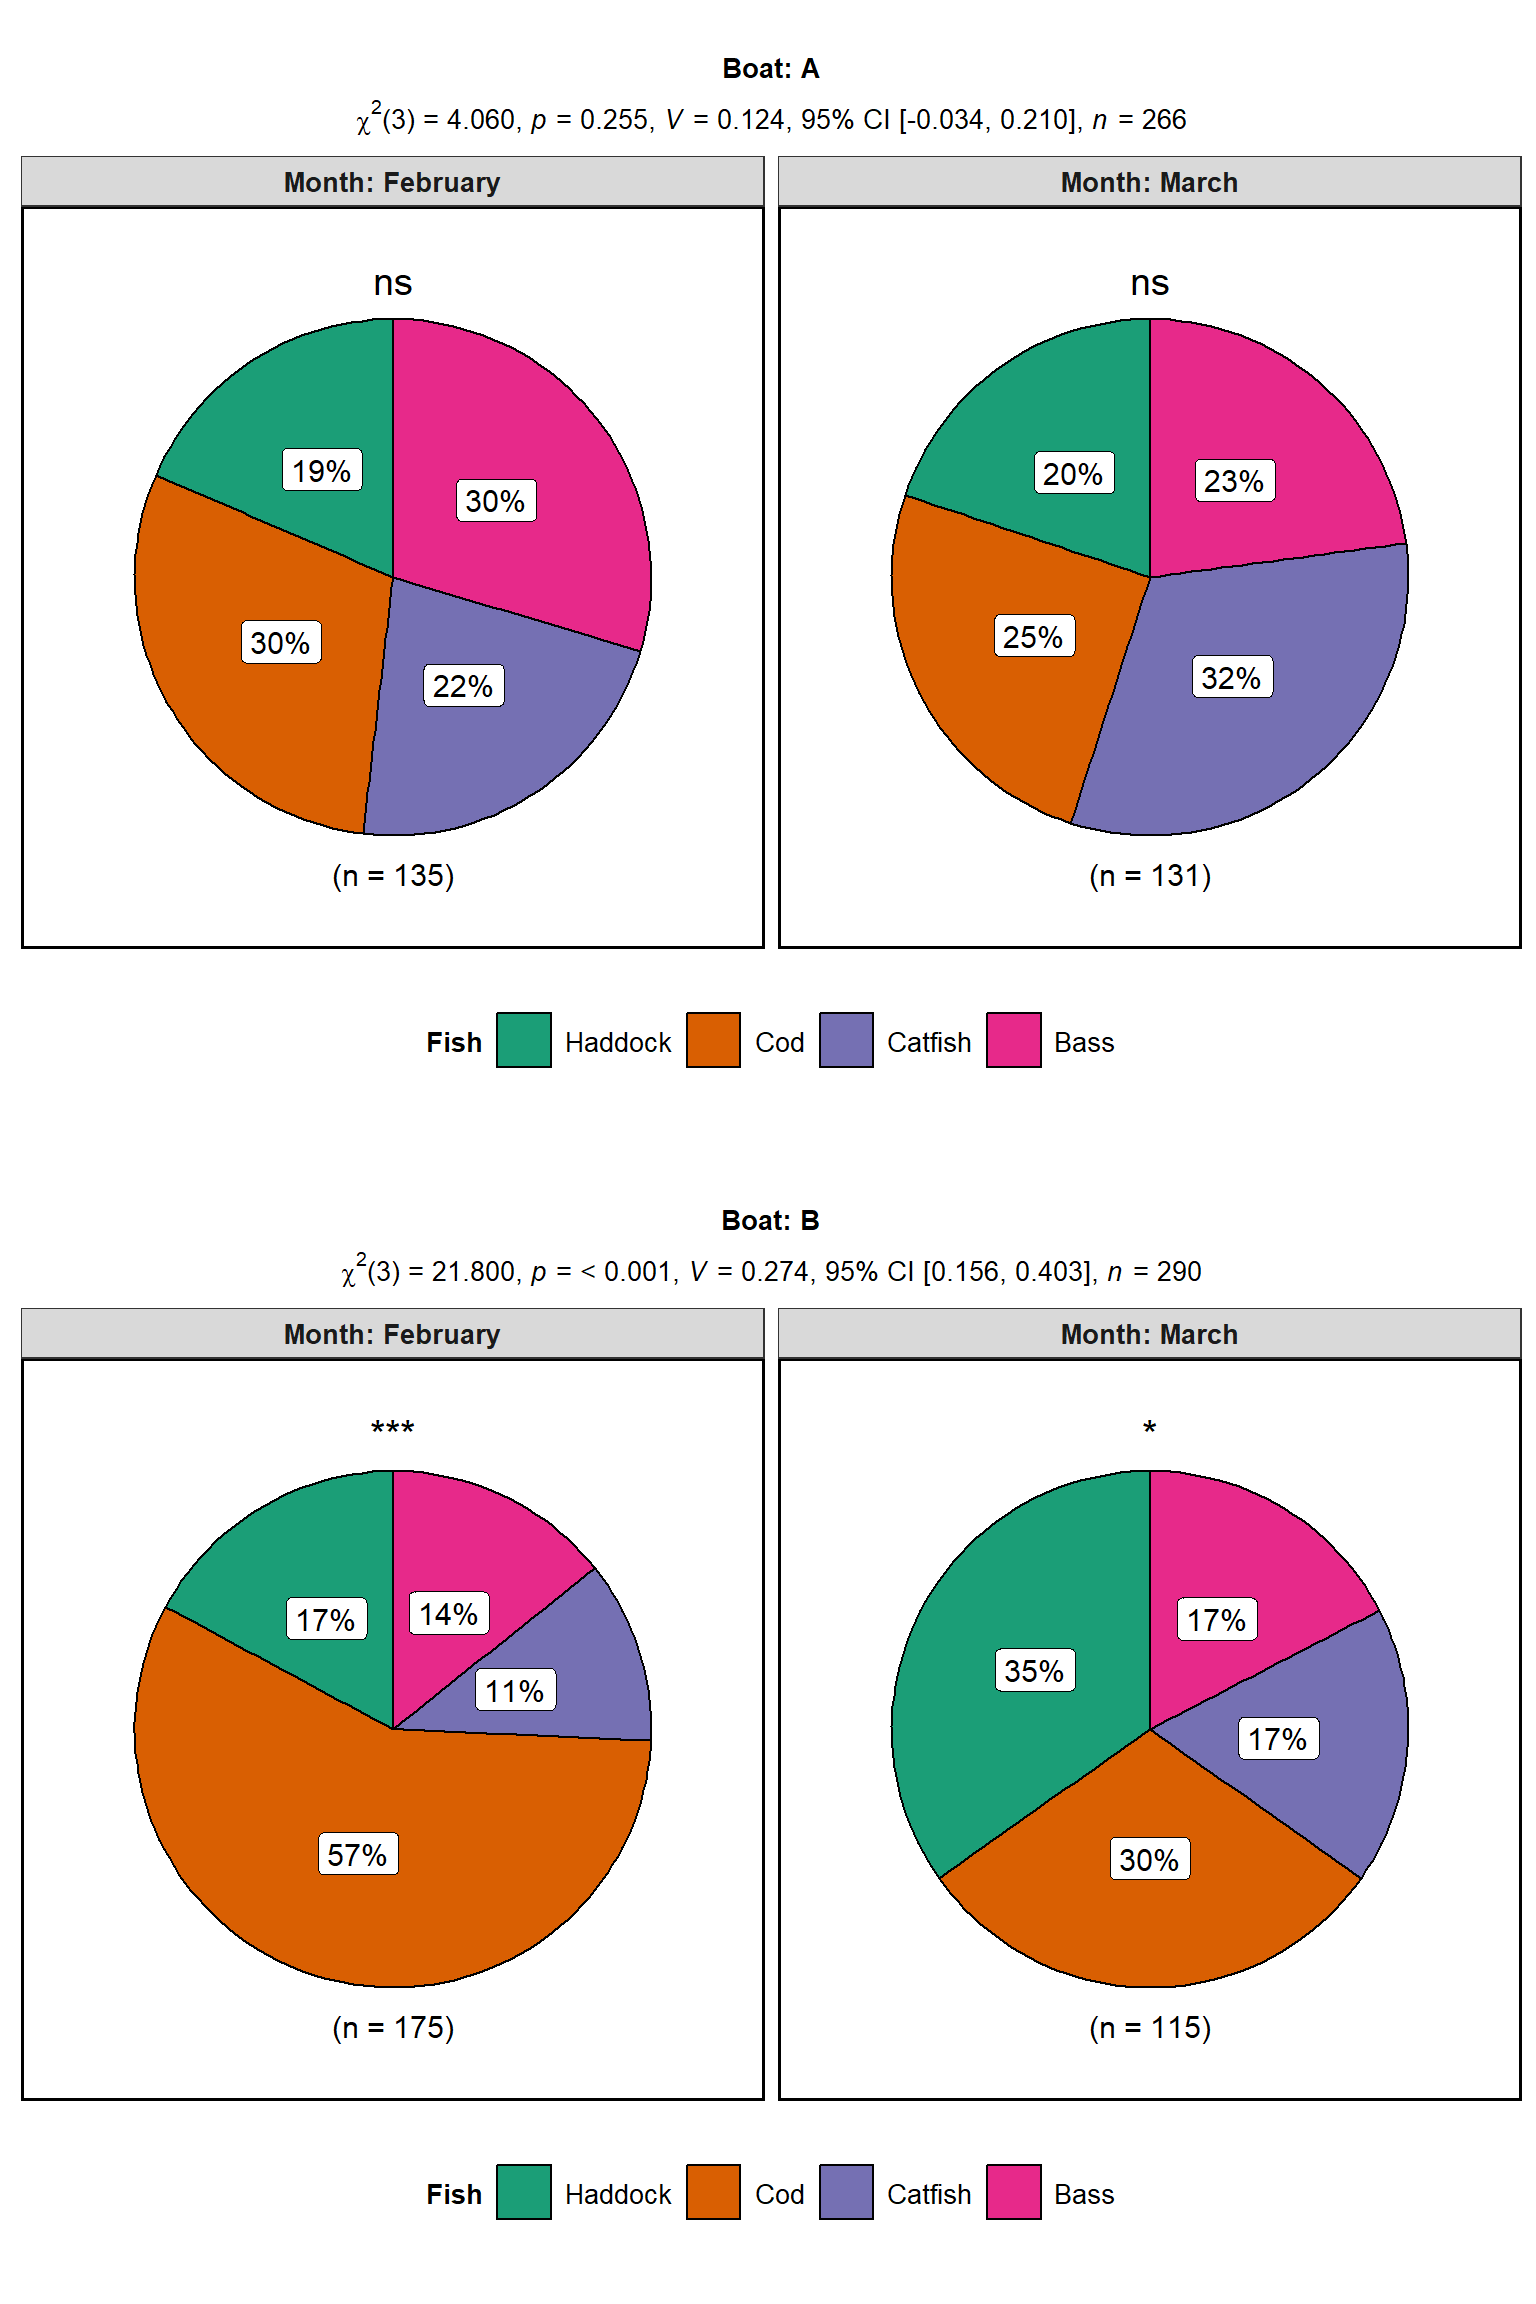 Boat: A
χ²(3) = 4.060, p = 0.255, V = 0.124, 95% CI [-0.034, 0.210], n = 266
Month: February
Month: March
ns
ns
19%
30%
30%
22%
20%
23%
25%
32%
(n = 135)
(n = 131)
Fish Haddock Cod Catfish Bass
Boat: B
χ²(3) = 21.800, p = < 0.001, V = 0.274, 95% CI [0.156, 0.403], n = 290
Month: February
Month: March
***
*
17%
14%
11%
57%
17%
35%
17%
30%
(n = 175)
(n = 115)
Fish Haddock Cod Catfish Bass